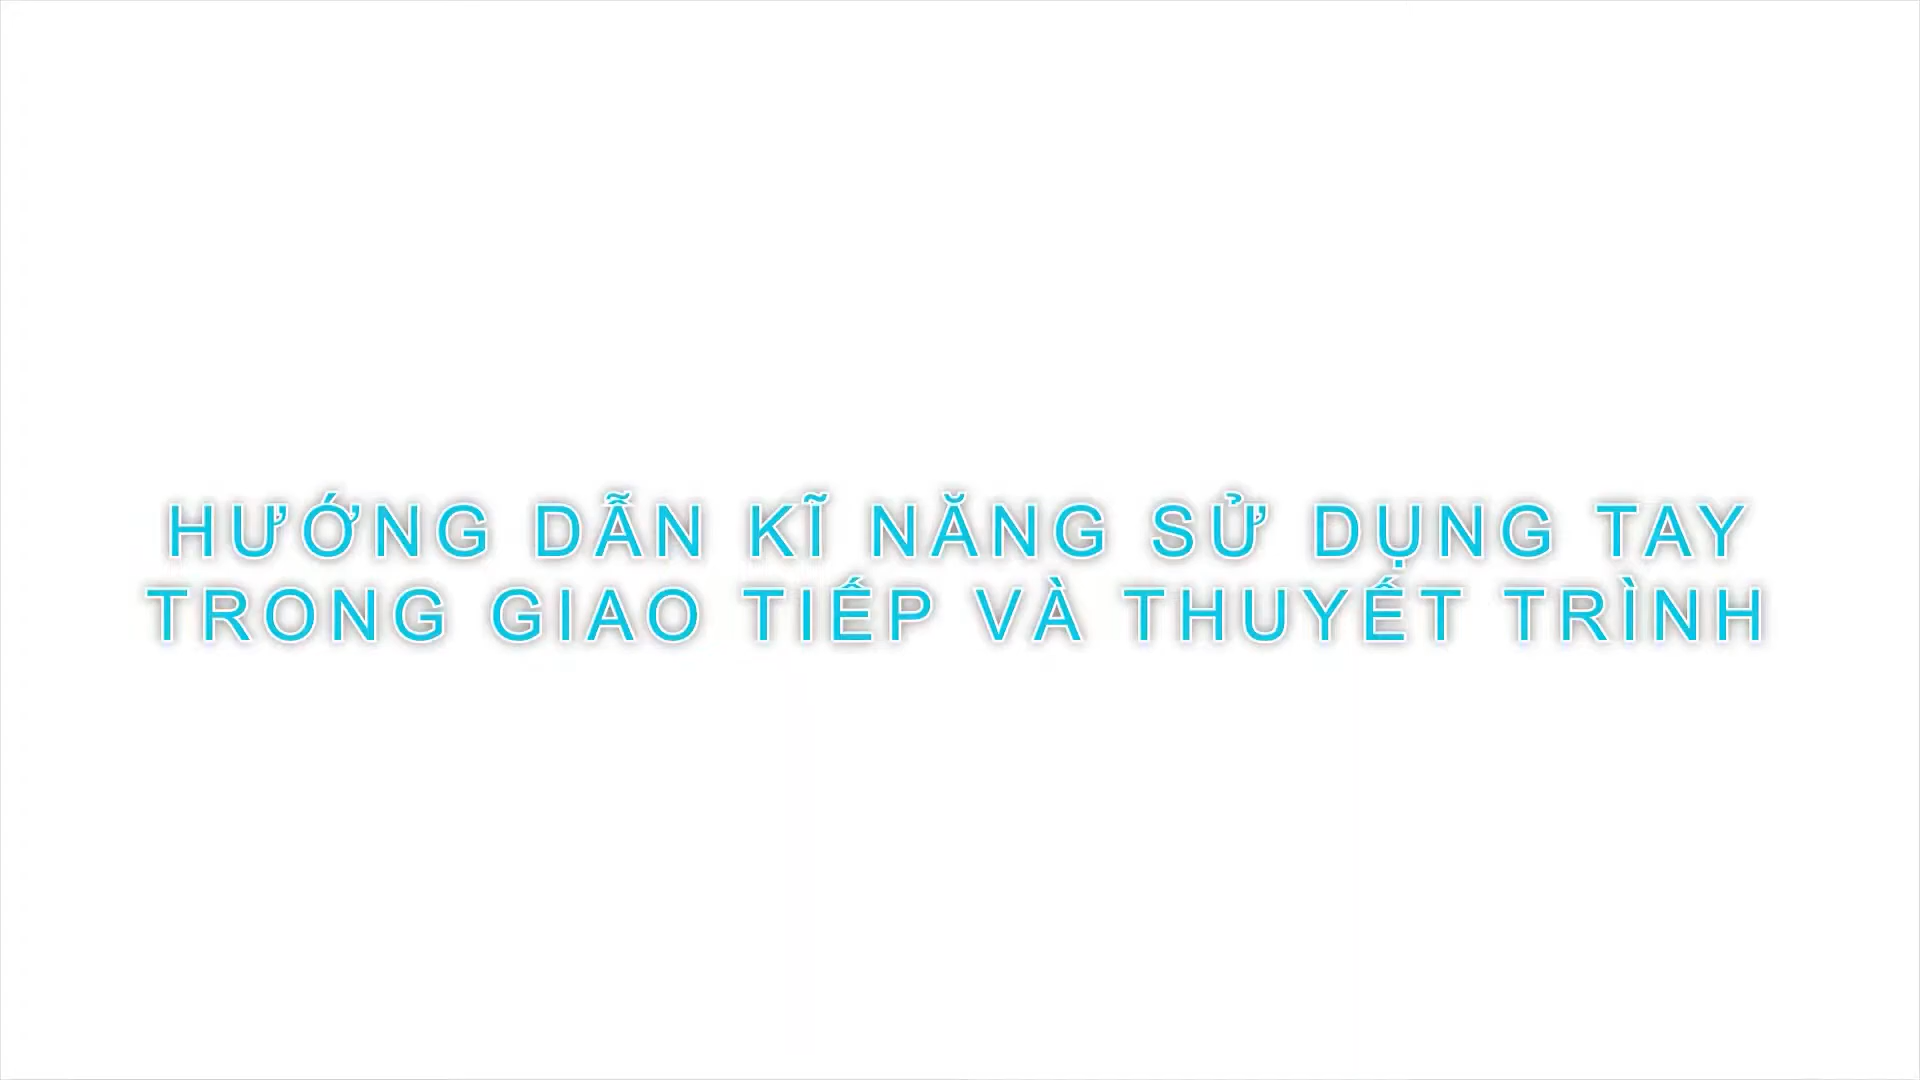 HƯỚNG DẪN KĨ NĂNG SỬ DỤNG TAY
TRONG GIAO TIẾP VÀ THUYẾT TRÌNH